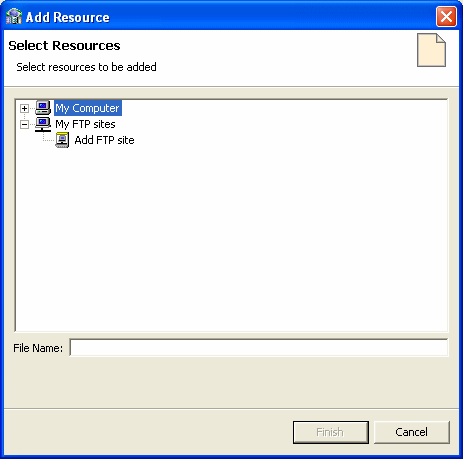 Add Resource
Select Resources
Select resources to be added
My Computer
My FTP sites
Add FTP site
File Name:
Finish
Cancel